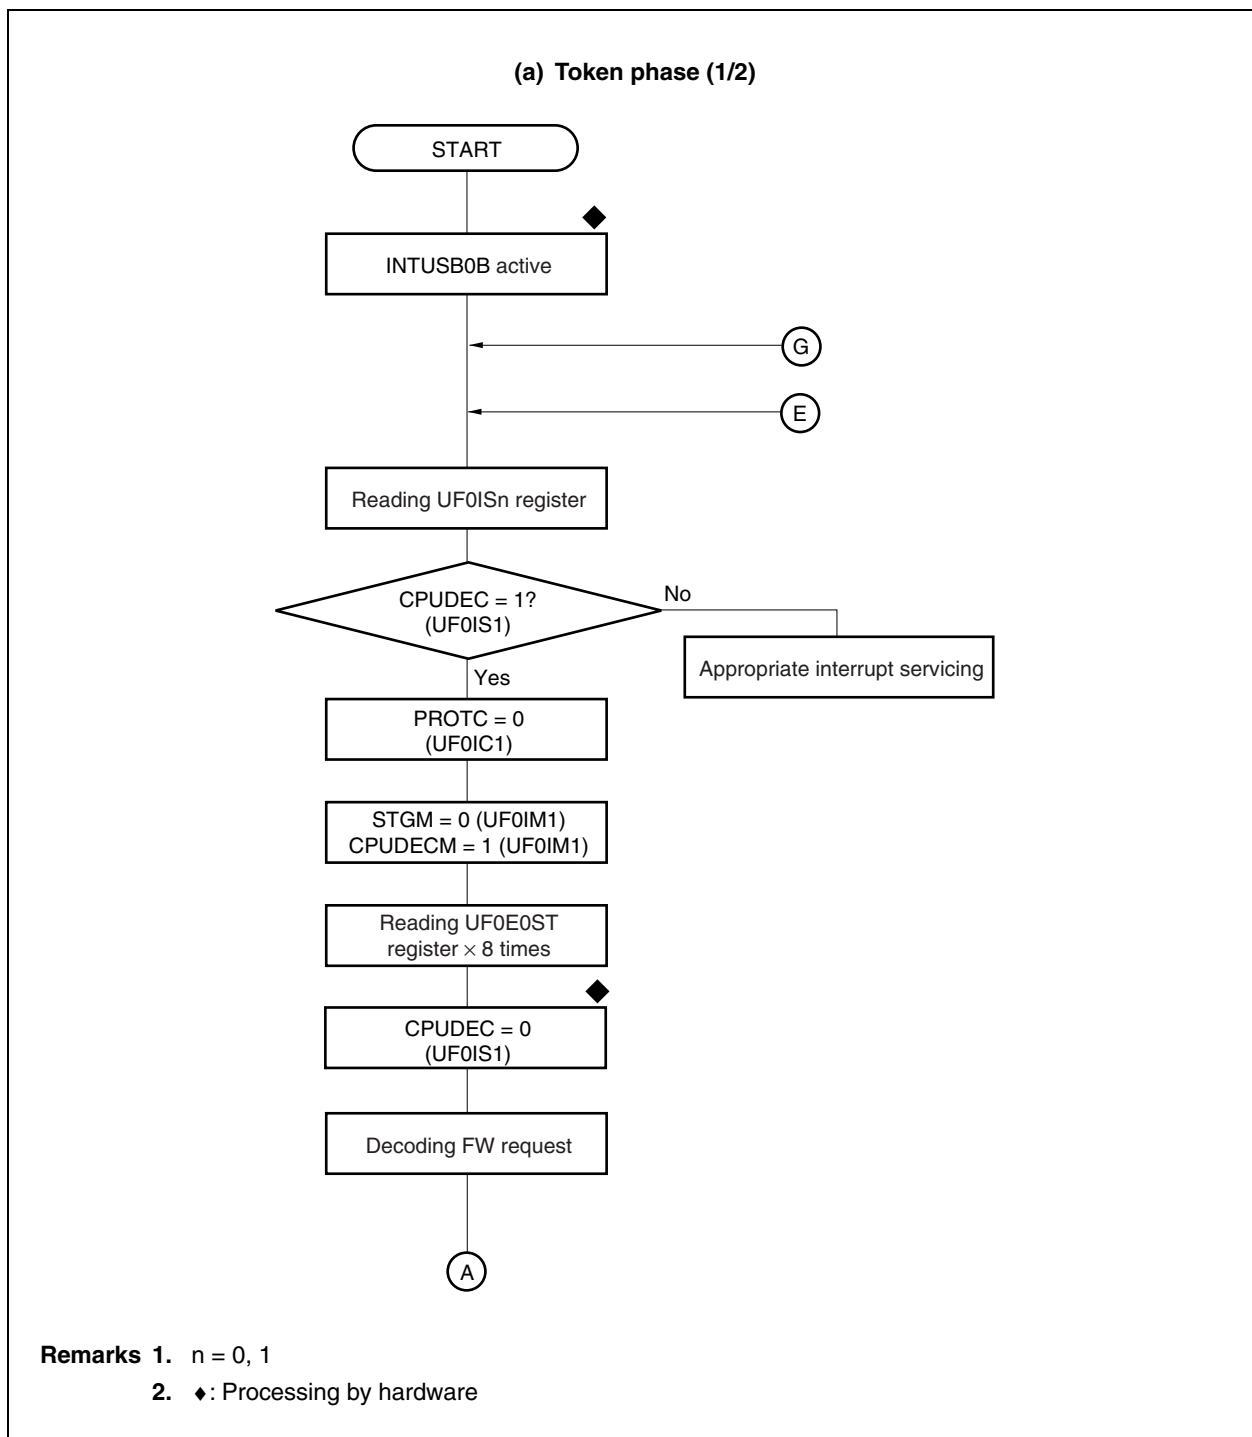 (a) Token phase (1/2)
START
◆
INTUSB0B active
G
E
Reading UF0ISn register
CPUDEC = 1?
(UF0IS1)
No
Appropriate interrupt servicing
Yes
PROTC = 0
(UF0IC1)
STGM = 0 (UF0IM1)
CPUDECM = 1 (UF0IM1)
Reading UF0E0ST
register × 8 times
◆
CPUDEC = 0
(UF0IS1)
Decoding FW request
A
Remarks 1. n = 0, 1
2. ♦: Processing by hardware